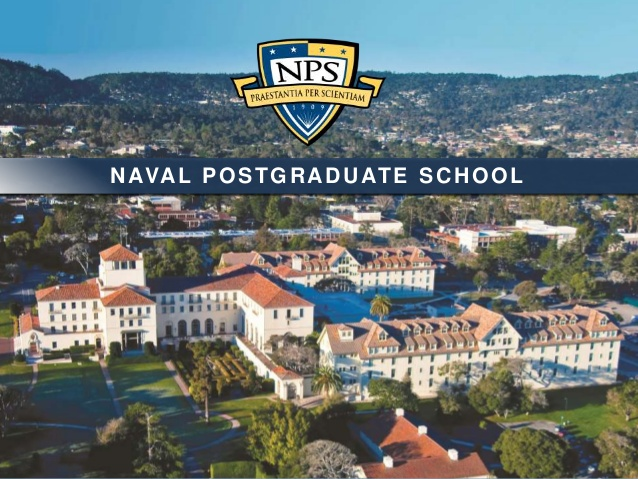 NPS
PRAESTANTIA PER SCIENTIAM
1909
NAVAL POSTGRADUATE SCHOOL